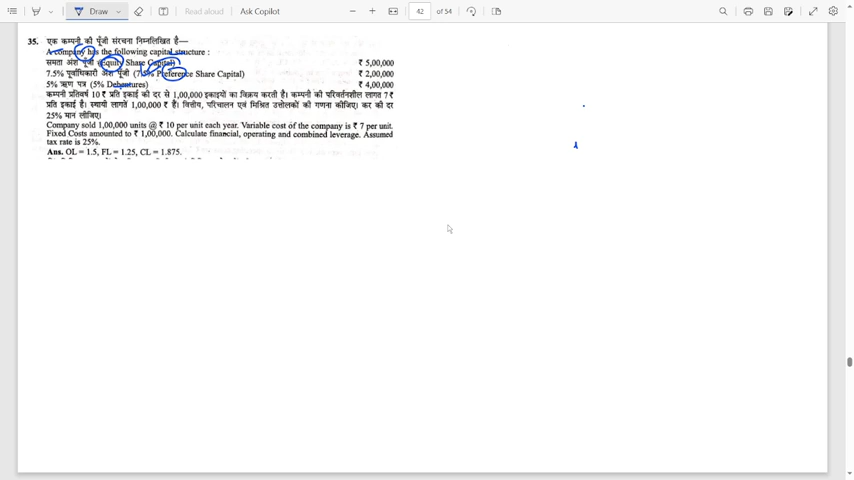 Draw
Read aloud
Ask Copilot
42
of 54
35. एक कम्पनी की पूँजी संरचना निम्नलिखित है—
A company has the following capital structure :
समता अंश पूँजी (Equity Share Capital) ₹ 5,00,000
7.5% पूर्वाधिकारी अंश पूँजी (7.5% Preference Share Capital) ₹ 2,00,000
5% ऋण पत्र (5% Debentures) ₹ 4,00,000
कम्पनी प्रतिवर्ष 10 ₹ प्रति इकाई की दर से 1,00,000 इकाइयों का विक्रय करती है। कम्पनी की परिवर्तनशील लागत 7 ₹
प्रति इकाई है। स्थायी लागतें 1,00,000 ₹ हैं। वित्तीय, परिचालन एवं मिश्रित उत्तोलकों की गणना कीजिए। कर की दर
25% मान लीजिए।
Company sold 1,00,000 units @ ₹ 10 per unit each year. Variable cost of the company is ₹ 7 per unit.
Fixed Costs amounted to ₹ 1,00,000. Calculate financial, operating and combined leverage. Assumed
tax rate is 25%.
Ans. OL = 1.5, FL = 1.25, CL = 1.875.